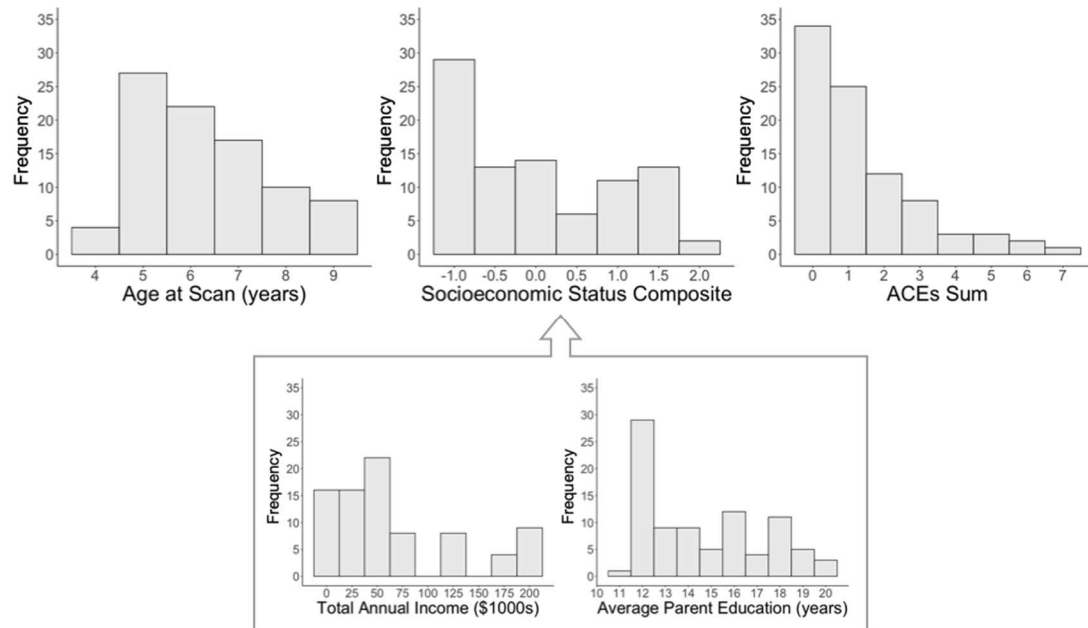 35
30
25
20
15
10
5
0
Frequency
4 5 6 7 8 9
Age at Scan (years)
35
30
25
20
15
10
5
0
Frequency
-1.0 -0.5 0.0 0.5 1.0 1.5 2.0
Socioeconomic Status Composite
35
30
25
20
15
10
5
0
Frequency
0 1 2 3 4 5 6 7
ACEs Sum
35
30
25
20
15
10
5
0
Frequency
0 25 50 75 100 125 150 175 200
Total Annual Income ($1000s)
35
30
25
20
15
10
5
0
Frequency
10 11 12 13 14 15 16 17 18 19 20
Average Parent Education (years)